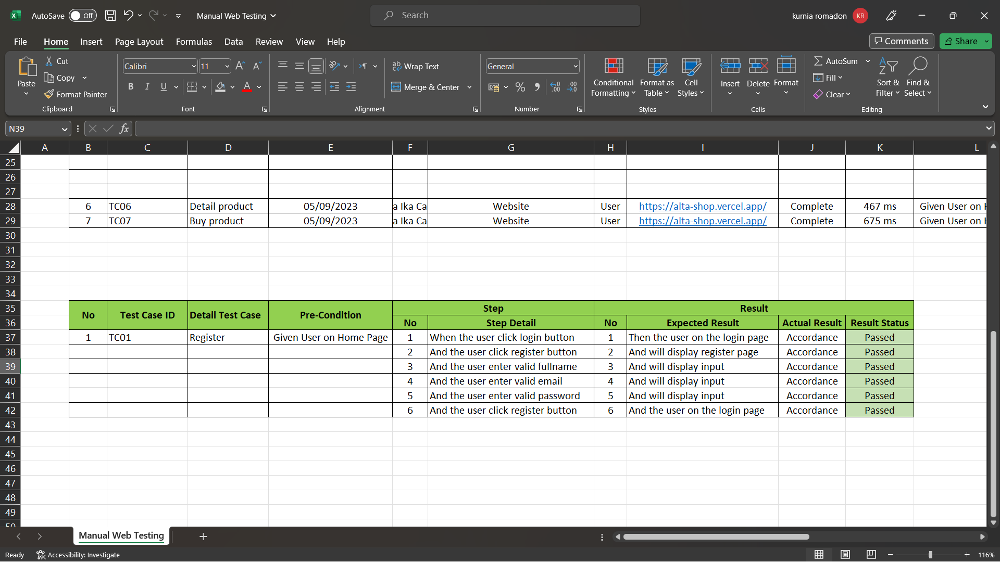 AutoSave Off Manual Web Testing Search kurnia romadon KR
File Home Insert Page Layout Formulas Data Review View Help Comments Share
Paste Cut Copy Format Painter Clipboard
Calibri 11 B I U Font
Wrap Text Merge & Center Alignment
General % Number
Conditional Formatting Format as Table Cell Styles Styles
Insert Delete Format Cells
AutoSum Fill Clear Sort & Filter Find & Select Editing
N39 fx
A B C D E F G H I J K L
25
26
27
28 6 TC06 Detail product 05/09/2023 a Ika Ca Website User https://alta-shop.vercel.app/ Complete 467 ms Given User on
29 7 TC07 Buy product 05/09/2023 a Ika Ca Website User https://alta-shop.vercel.app/ Complete 675 ms Given User on
30
31
32
33
34
35 No Test Case ID Detail Test Case Pre-Condition Step Result
36 No Step Detail No Expected Result Actual Result Result Status
37 1 TC01 Register Given User on Home Page 1 When the user click login button 1 Then the user on the login page Accordance Passed
38 2 And the user click register button 2 And will display register page Accordance Passed
39 3 And the user enter valid fullname 3 And will display input Accordance Passed
40 4 And the user enter valid email 4 And will display input Accordance Passed
41 5 And the user enter valid password 5 And will display input Accordance Passed
42 6 And the user click register button 6 And the user on the login page Accordance Passed
43
44
45
46
47
48
49
50
Manual Web Testing
Ready Accessibility: Investigate 116%